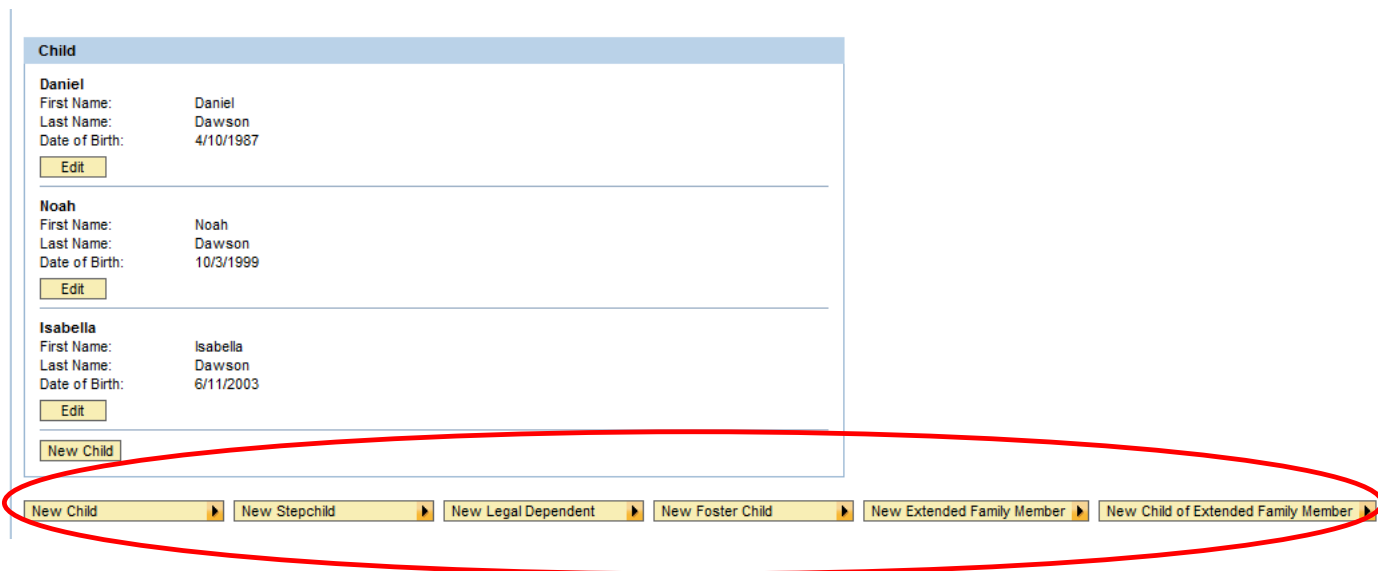 Child
Daniel
First Name: Daniel
Last Name: Dawson
Date of Birth: 4/10/1987
Edit
Noah
First Name: Noah
Last Name: Dawson
Date of Birth: 10/3/1999
Edit
Isabella
First Name: Isabella
Last Name: Dawson
Date of Birth: 6/11/2003
Edit
New Child
New Child New Stepchild New Legal Dependent New Foster Child New Extended Family Member New Child of Extended Family Member